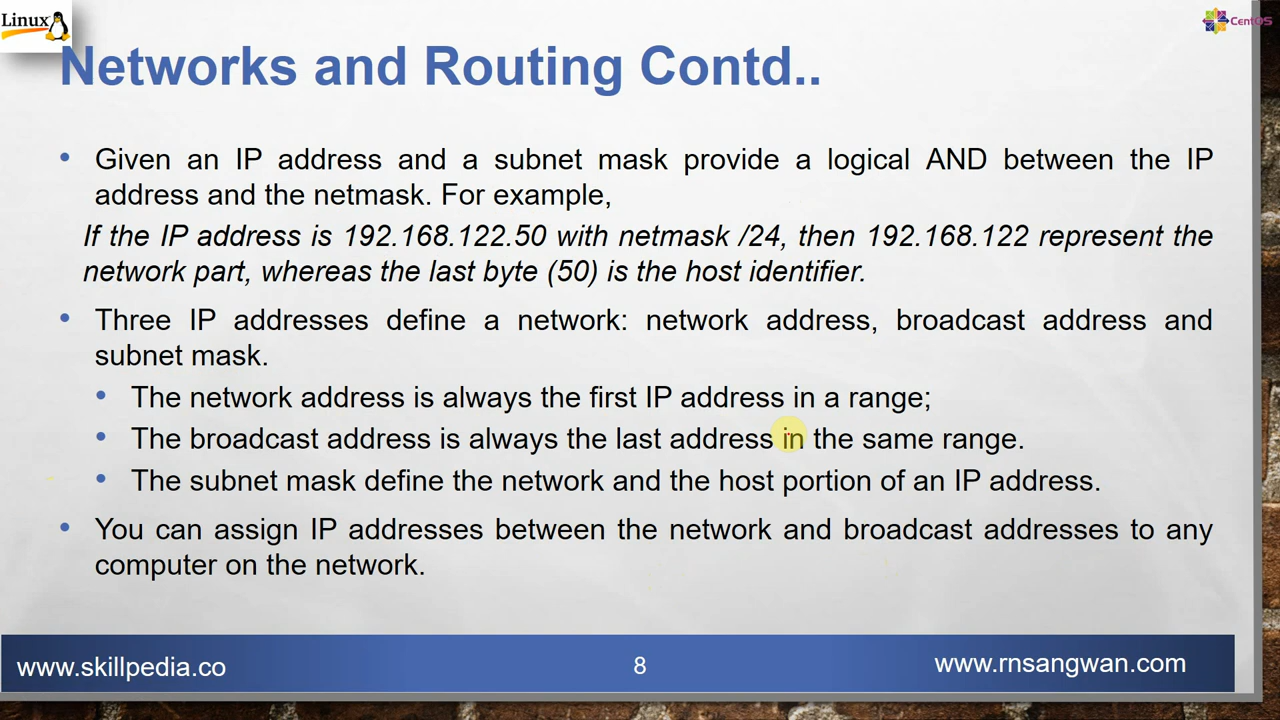 Linux
CentOS
Networks and Routing Contd..
• Given an IP address and a subnet mask provide a logical AND between the IP
address and the netmask. For example,
If the IP address is 192.168.122.50 with netmask /24, then 192.168.122 represent the
network part, whereas the last byte (50) is the host identifier.
• Three IP addresses define a network: network address, broadcast address and
subnet mask.
• The network address is always the first IP address in a range;
• The broadcast address is always the last address in the same range.
• The subnet mask define the network and the host portion of an IP address.
• You can assign IP addresses between the network and broadcast addresses to any
computer on the network.
www.skillpedia.co
8
www.rnsangwan.com